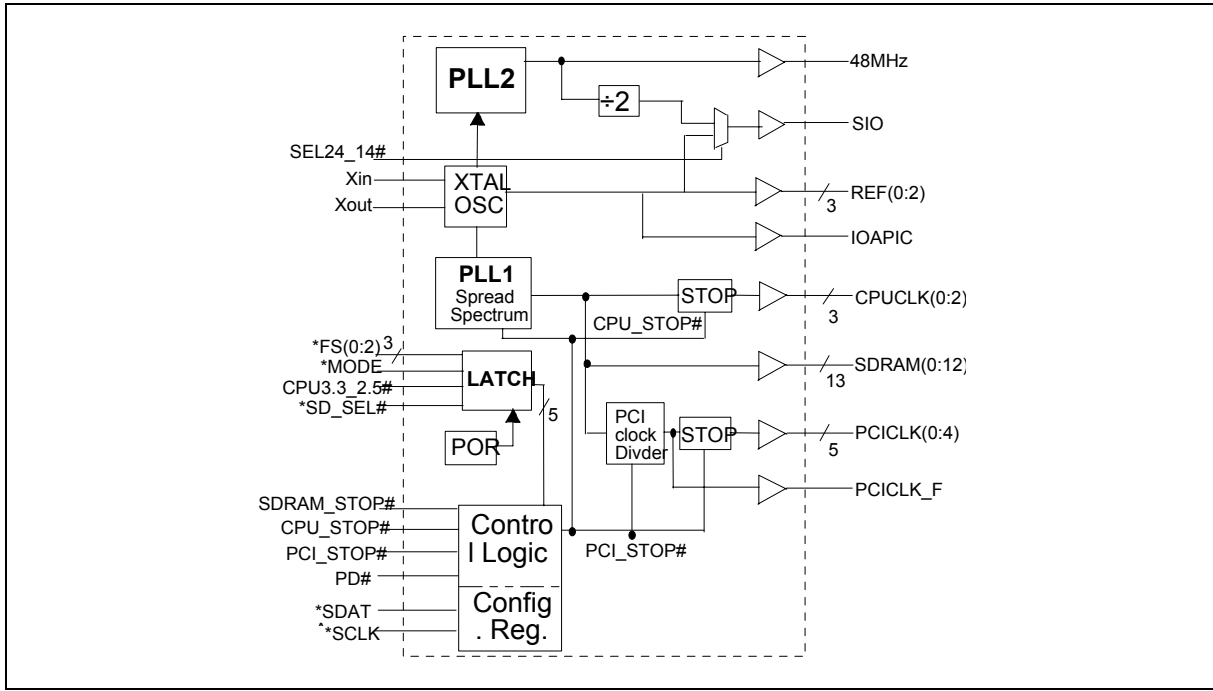 PLL2
48MHz
÷2
SIO
SEL24_14#
Xin
XTAL
OSC
Xout
REF(0:2)
3
IOAPIC
PLL1
Spread
Spectrum
STOP
CPUCLK(0:2)
3
CPU_STOP#
*FS(0:2)
3
*MODE
CPU3.3_2.5#
*SD_SEL#
LATCH
5
SDRAM(0:12)
13
POR
PCI
clock
Divder
STOP
PCICLK(0:4)
5
PCICLK_F
SDRAM_STOP#
CPU_STOP#
PCI_STOP#
PD#
Contro
l Logic
PCI_STOP#
*SDAT
*SCLK
Config
. Reg.